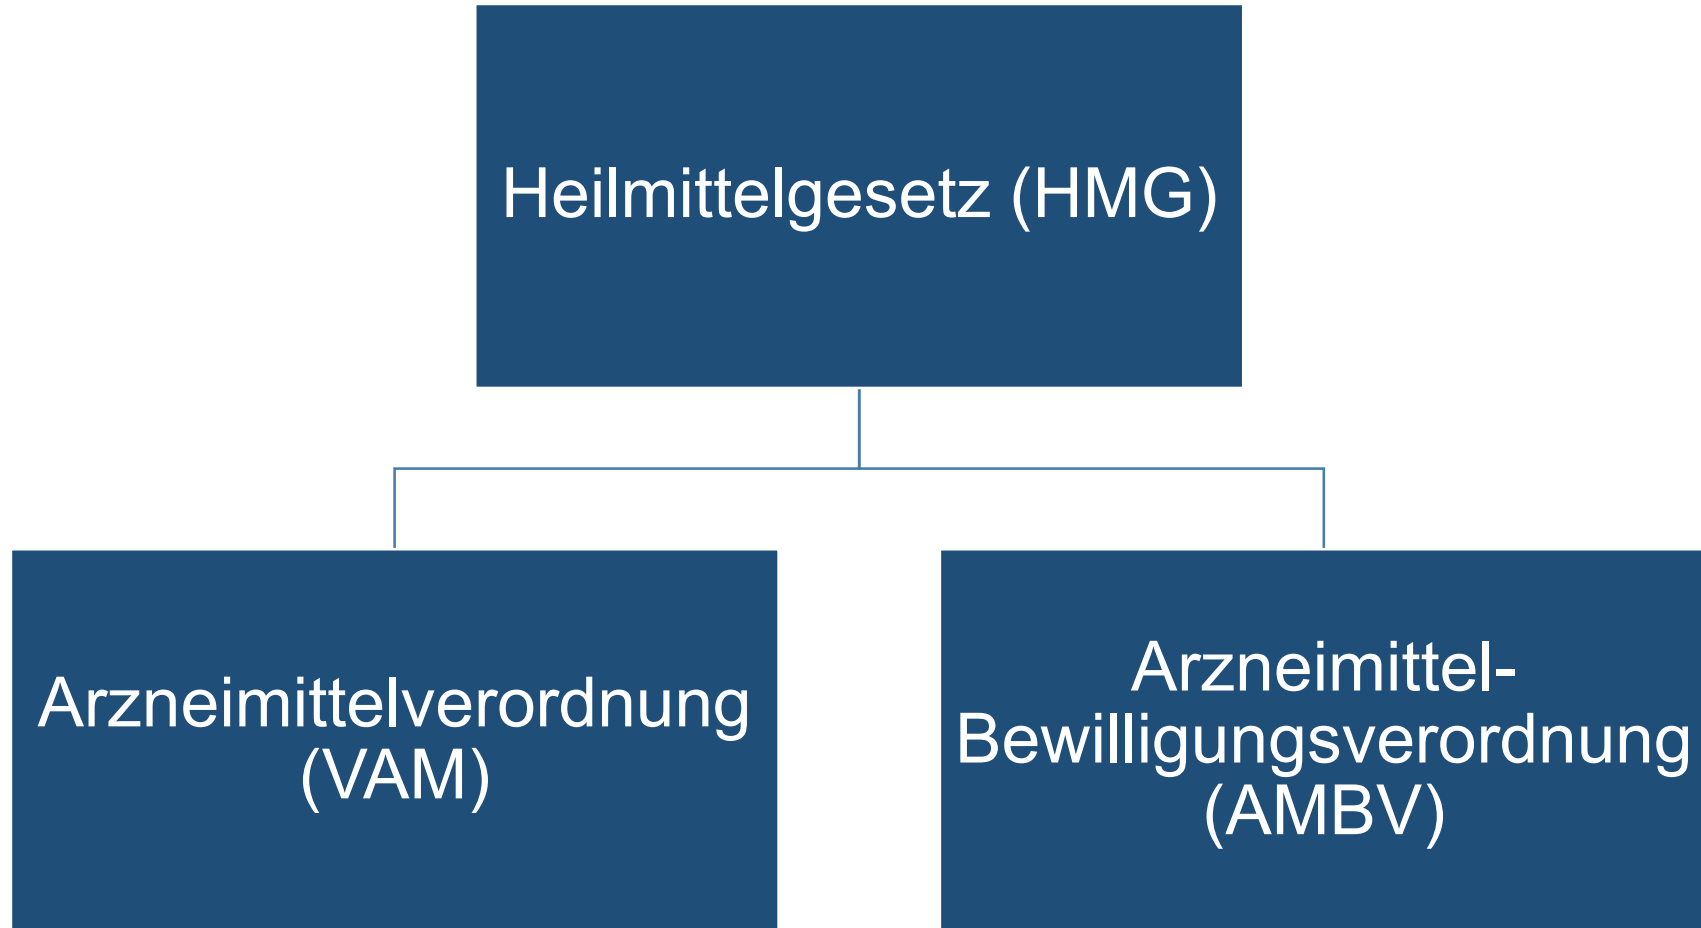 Heilmittelgesetz (HMG)
Arzneimittelverordnung
(VAM)
Arzneimittel-
Bewilligungsverordnung
(AMBV)